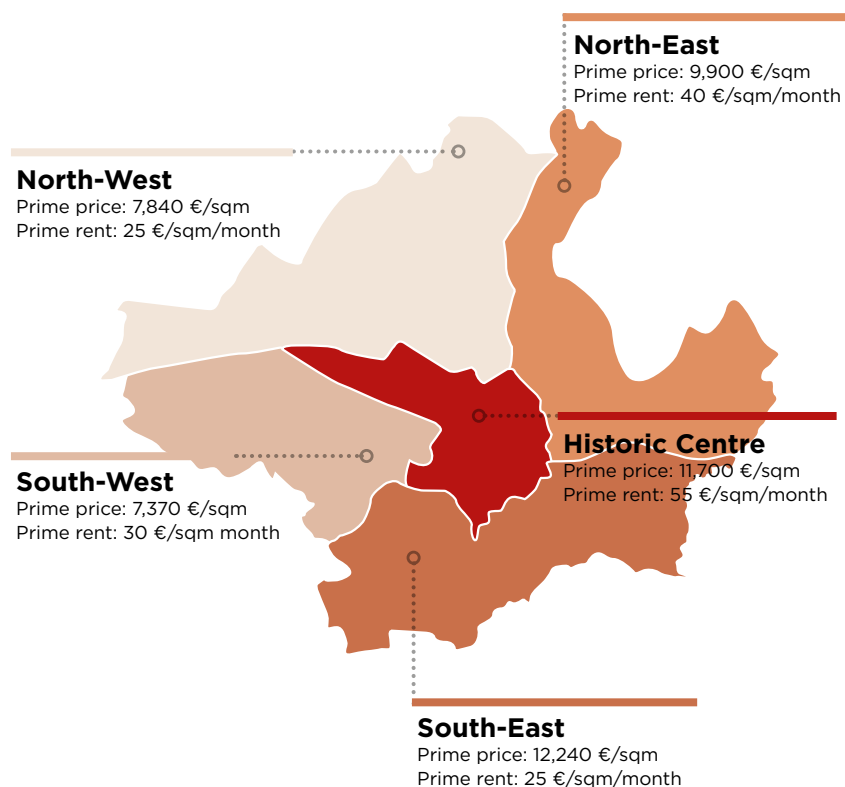 North-East
Prime price: 9,900 €/sqm
Prime rent: 40 €/sqm/month
North-West
Prime price: 7,840 €/sqm
Prime rent: 25 €/sqm/month
Historic Centre
Prime price: 11,700 €/sqm
Prime rent: 55 €/sqm/month
South-West
Prime price: 7,370 €/sqm
Prime rent: 30 €/sqm month
South-East
Prime price: 12,240 €/sqm
Prime rent: 25 €/sqm/month